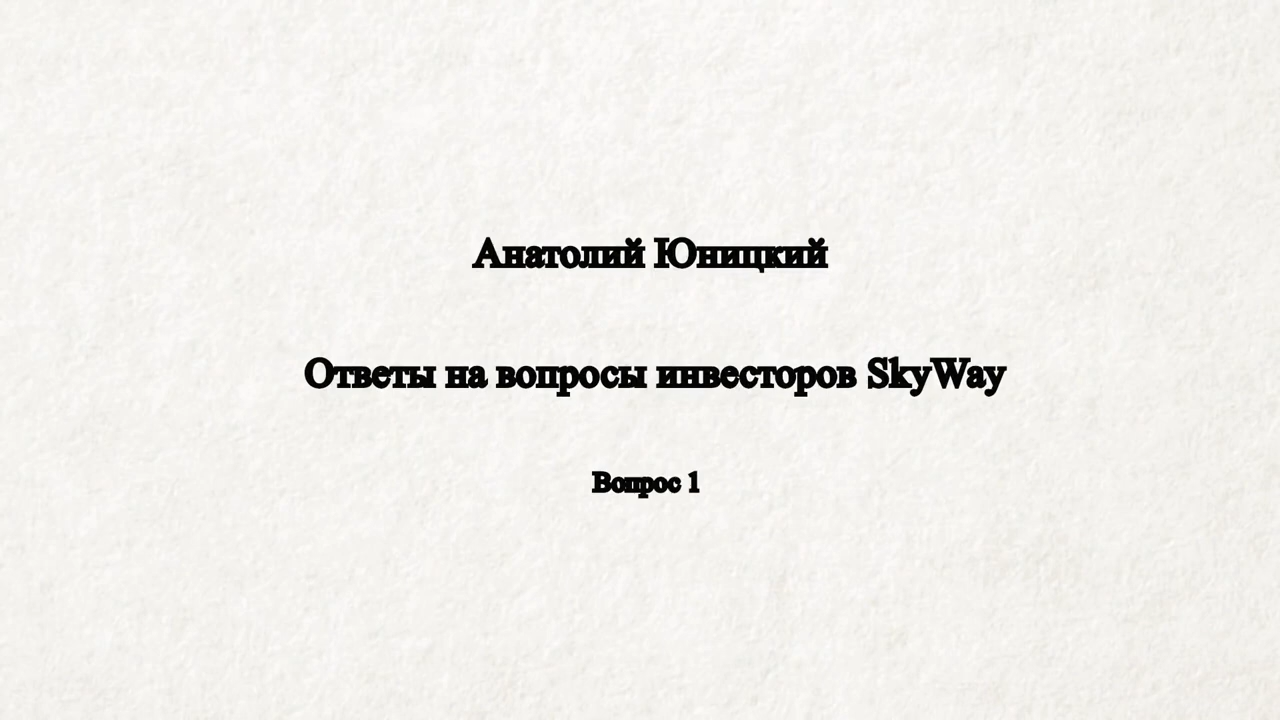 Анатолий Юницкий
Ответы на вопросы инвесторов SkyWay
Вопрос 1